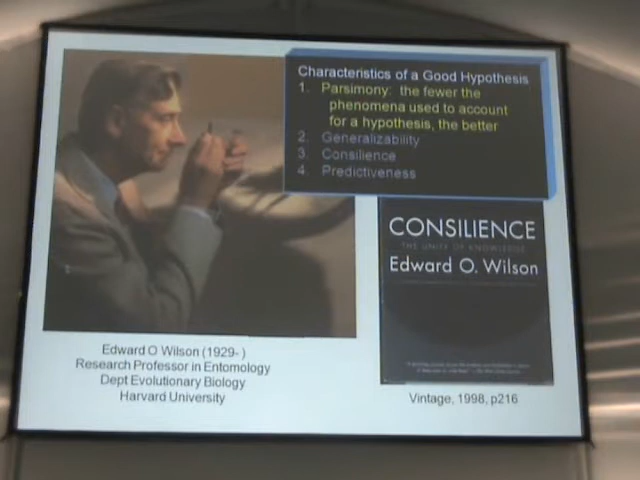 Characteristics of a Good Hypothesis
1. Parsimony: the fewer the
phenomena used to account
for a hypothesis, the better
2. Generalizability
3. Consilience
4. Predictiveness
CONSILIENCE
THE UNITY OF KNOWLEDGE
Edward O. Wilson
Edward O Wilson (1929- )
Research Professor in Entomology
Dept Evolutionary Biology
Harvard University
Vintage, 1998, p216